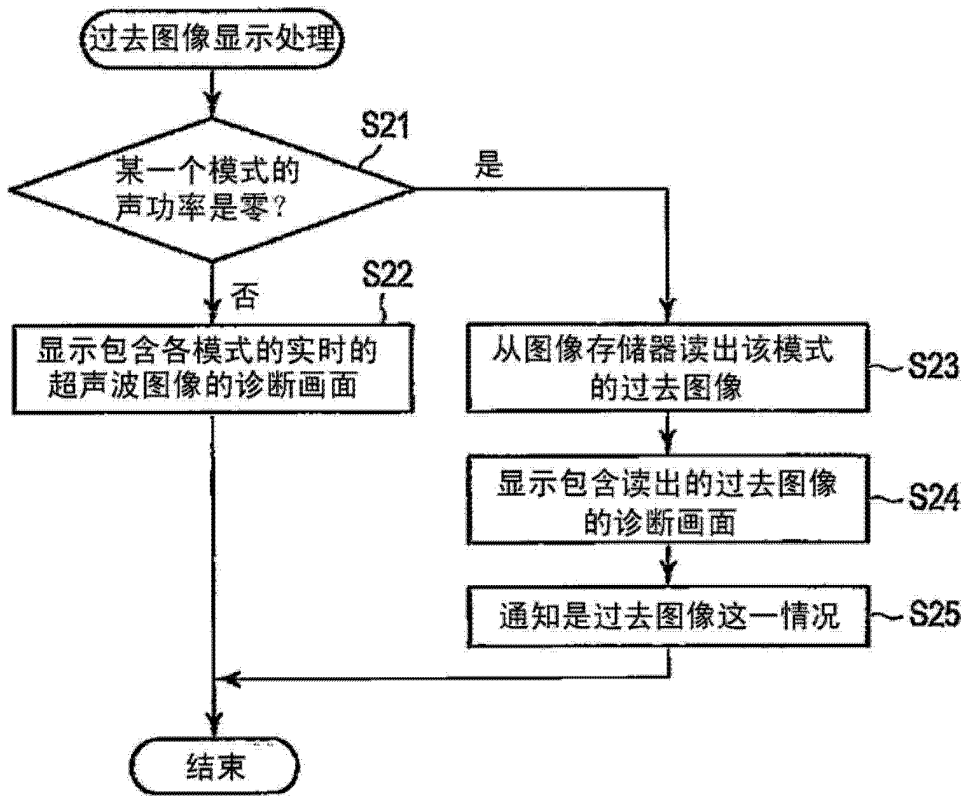 过去图像显示处理
S21
某一个模式的
声功率是零?
是
否
S22
显示包含各模式的实时的
超声波图像的诊断画面
从图像存储器读出该模式
的过去图像
S23
显示包含读出的过去图像
的诊断画面
S24
通知是过去图像这一情况
S25
结束